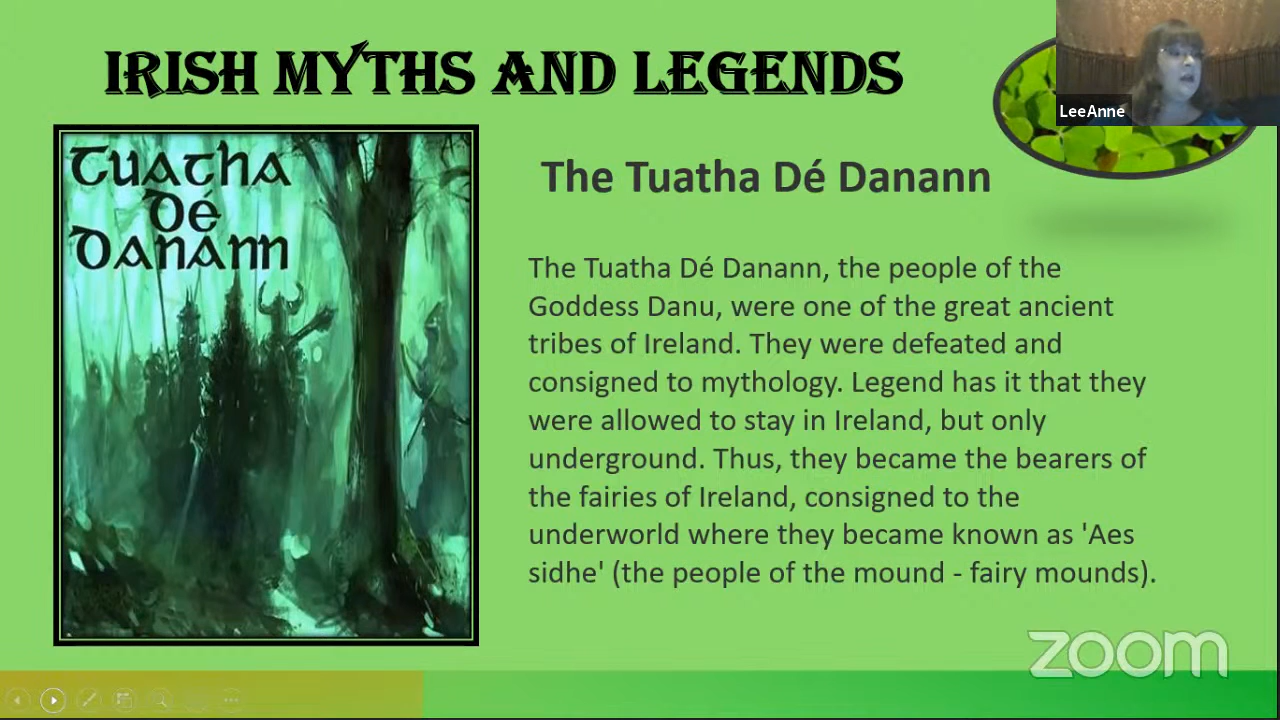 IRISH MYTHS AND LEGENDS
LeeAnne
Tuatha
Dé
Danann
The Tuatha Dé Danann
The Tuatha Dé Danann, the people of the
Goddess Danu, were one of the great ancient
tribes of Ireland. They were defeated and
consigned to mythology. Legend has it that they
were allowed to stay in Ireland, but only
underground. Thus, they became the bearers of
the fairies of Ireland, consigned to the
underworld where they became known as 'Aes
sidhe' (the people of the mound - fairy mounds).
zoom